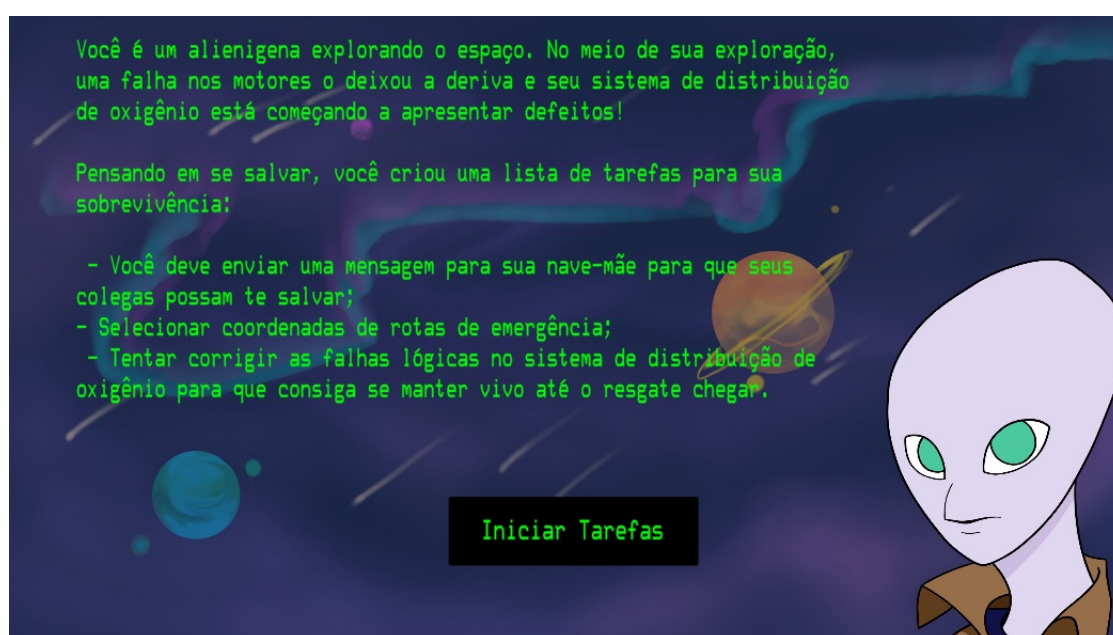 Você é um alienigena explorando o espaço. No meio de sua exploração,
uma falha nos motores o deixou a deriva e seu sistema de distribuição
de oxigênio está começando a apresentar defeitos!
Pensando em se salvar, você criou uma lista de tarefas para sua
sobrevivência:
– Você deve enviar uma mensagem para sua nave-mãe para que seus
colegas possam te salvar;
– Selecionar coordenadas de rotas de emergência;
– Tentar corrigir as falhas lógicas no sistema de distribuição de
oxigênio para que consiga se manter vivo até o resgate chegar.
Iniciar Tarefas